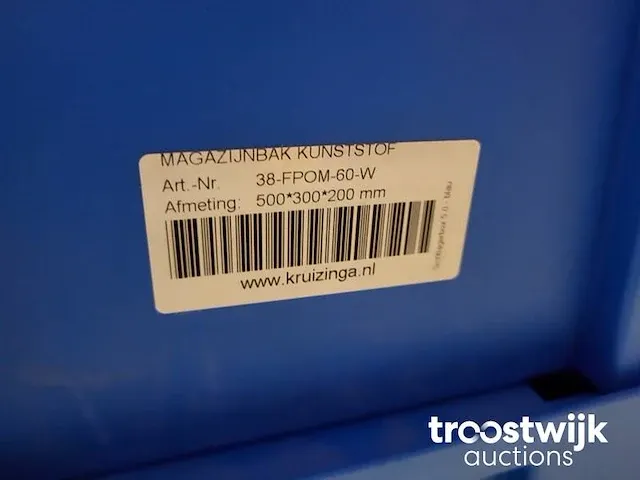 MAGAZIJNBAK KUNSTSTOF
Art.-Nr. 38-FPOM-60-W
Afmeting: 500*300*200 mm
www.kruizinga.nl
troostwijk
auctions